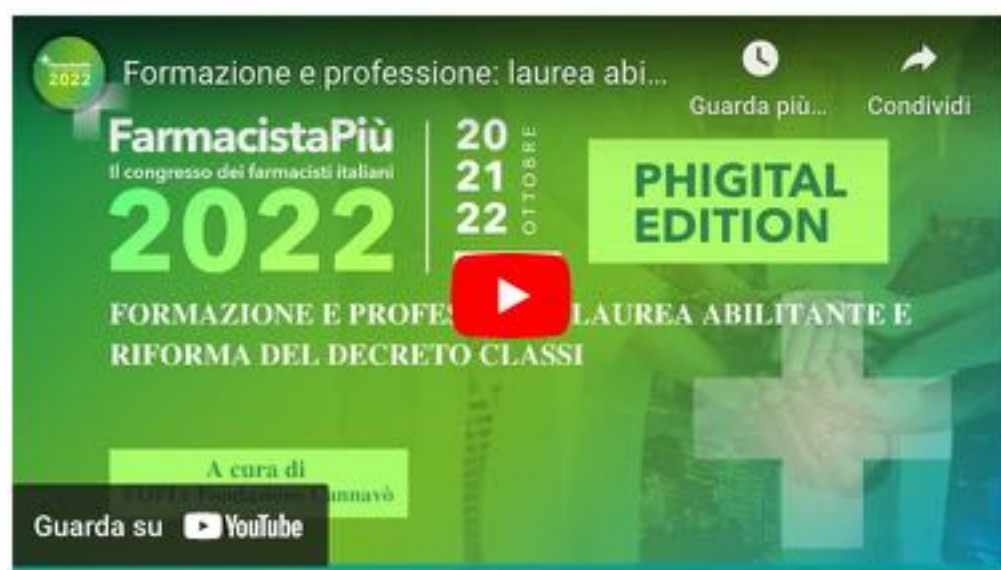 2022
Formazione e professione: laurea abi...
Guarda più...
Condividi
FarmacistaPiù
Il congresso dei farmacisti italiani
2022
20
21
22
OTTOBRE
PHIGITAL
EDITION
FORMAZIONE E PROFES LAUREA ABILITANTE E
RIFORMA DEL DECRETO CLASSI
A cura di
Cannavò
Guarda su YouTube